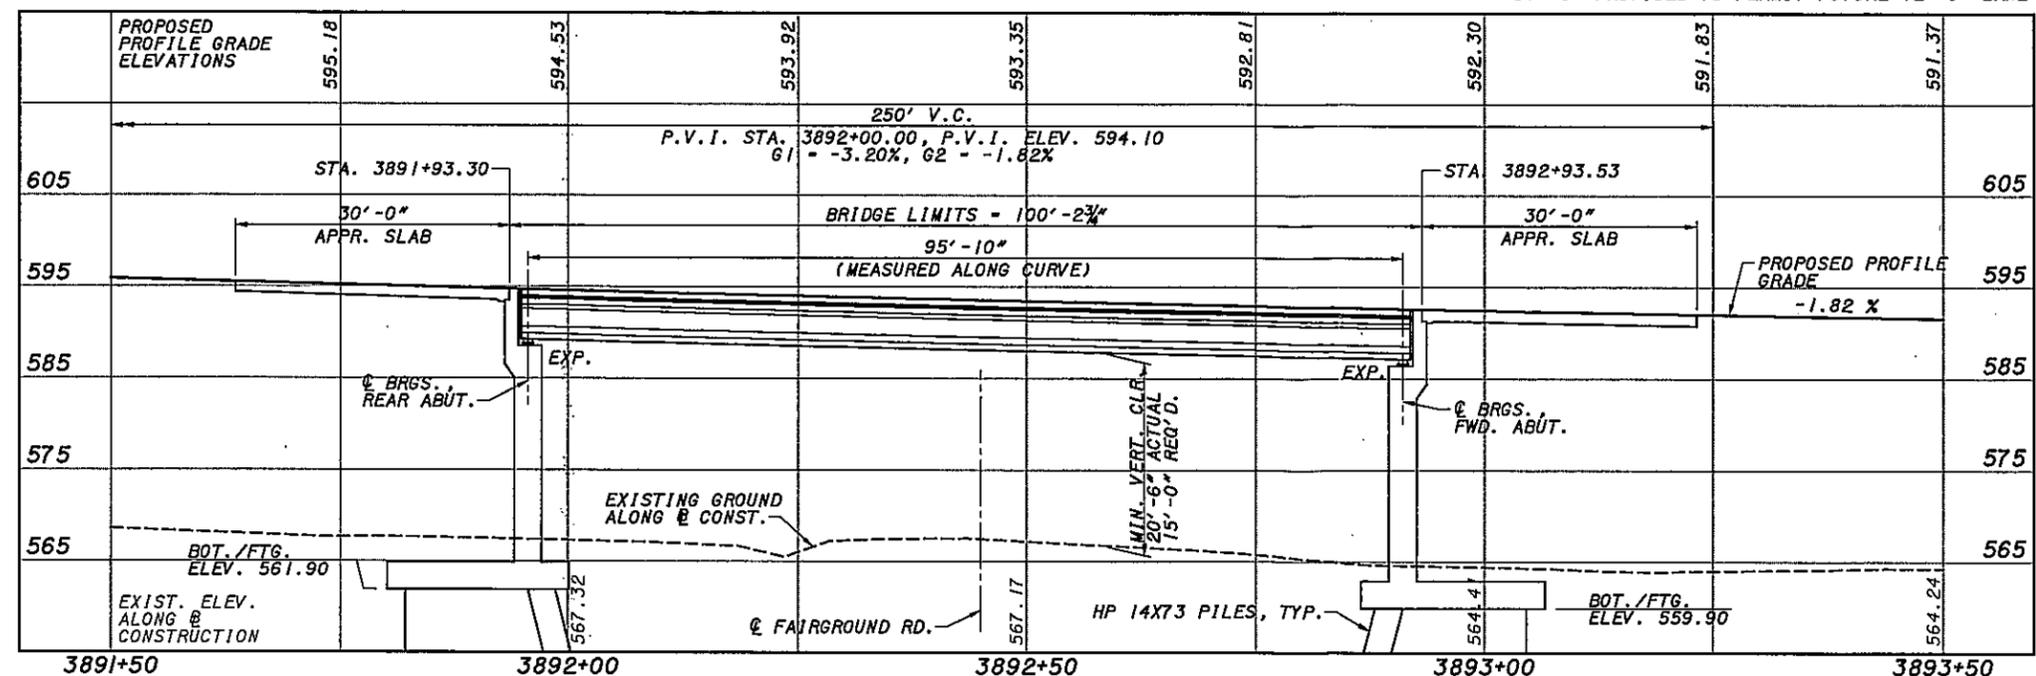 PROPOSED
PROFILE GRADE
ELEVATIONS
595.18
594.53
593.92
593.35
592.81
592.30
591.83
591.37
250' V.C.
P.V.I. STA. 3892+00.00, P.V.I. ELEV. 594.10
G1 = -3.20%, G2 = -1.82%
STA. 3891+93.30
STA. 3892+93.53
605
605
30'-0"
APPR. SLAB
BRIDGE LIMITS = 100'-2¾"
30'-0"
APPR. SLAB
95'-10"
(MEASURED ALONG CURVE)
595
595
PROPOSED PROFILE
GRADE
-1.82 %
EXP.
EXP.
585
585
℄ BRGS.,
REAR ABUT.
℄ BRGS.,
FWD. ABUT.
MIN. VERT. CLR.
20'-6" ACTUAL
15'-0" REQ'D.
575
575
EXISTING GROUND
ALONG ℄ CONST.
565
565
BOT./FTG.
ELEV. 561.90
EXIST. ELEV.
ALONG ℄
CONSTRUCTION
567.32
℄ FAIRGROUND RD.
567.17
HP 14X73 PILES, TYP.
564.41
BOT./FTG.
ELEV. 559.90
564.24
3891+50
3892+00
3892+50
3893+00
3893+50